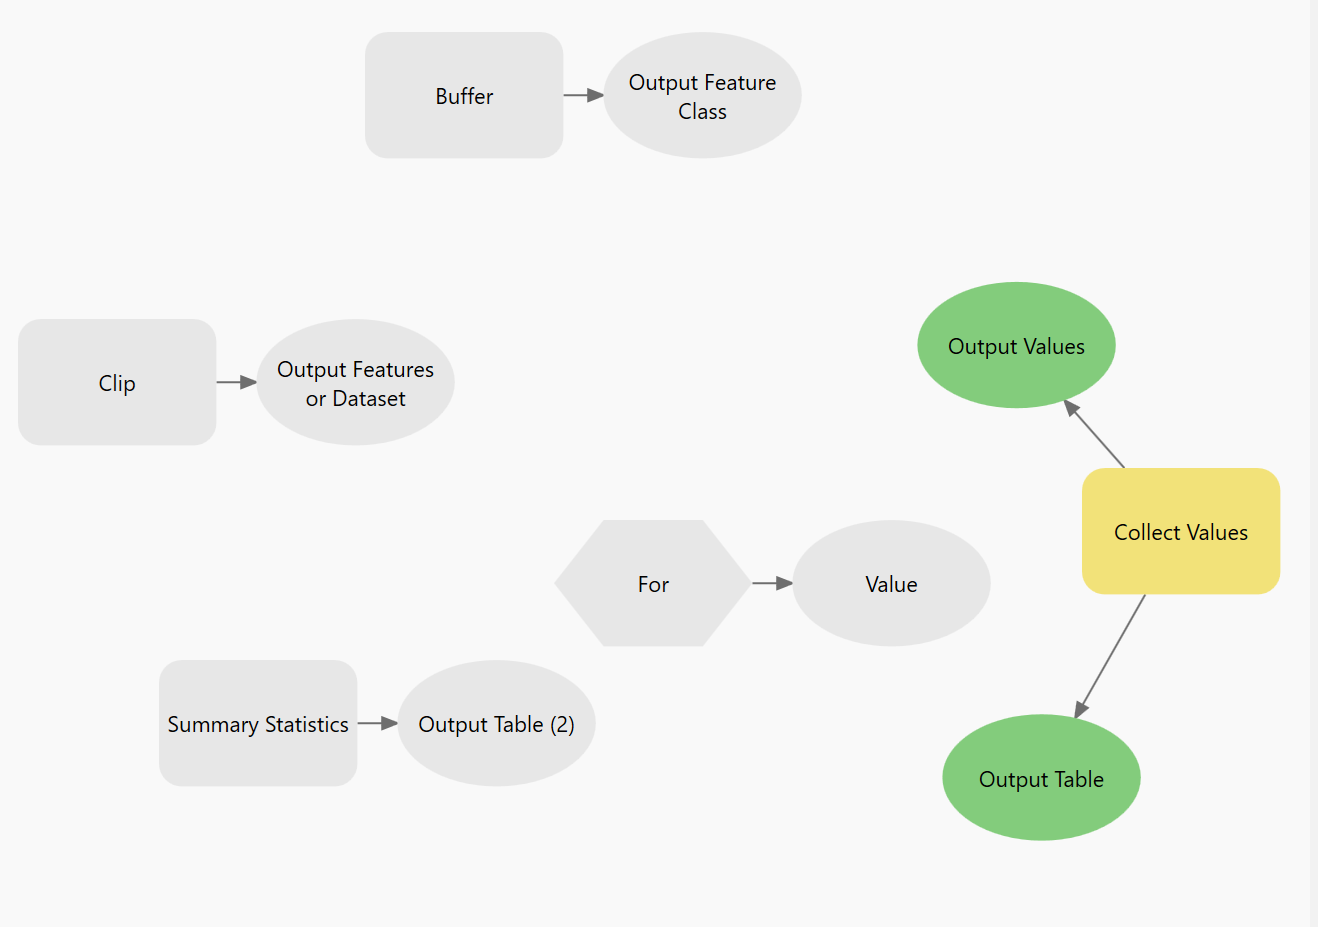 Buffer
Output Feature
Class
Output Values
Clip
Output Features
or Dataset
Collect Values
For
Value
Summary Statistics
Output Table (2)
Output Table